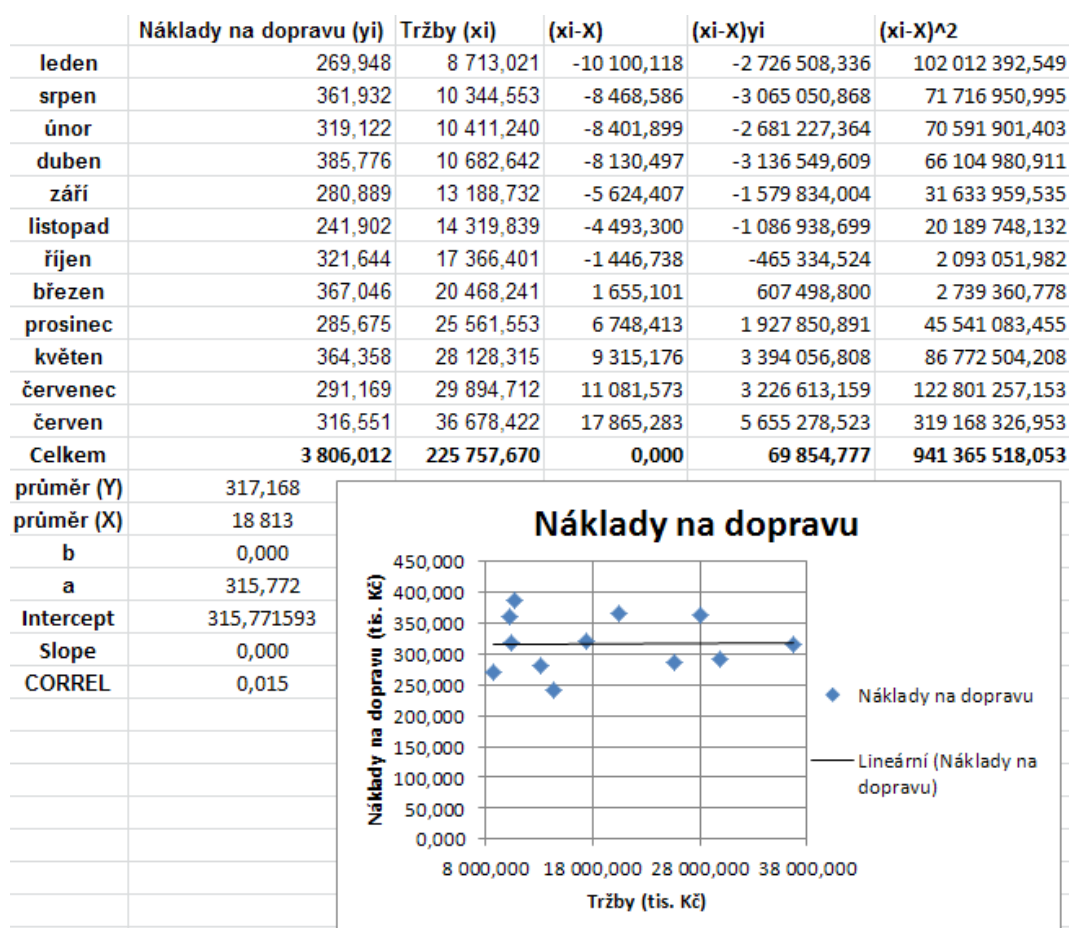 Náklady na dopravu (yi) Tržby (xi) (xi-X) (xi-X)yi (xi-X)^2
leden 269,948 8 713,021 -10 100,118 -2 726 508,336 102 012 392,549
srpen 361,932 10 344,553 -8 468,586 -3 065 050,868 71 716 950,995
únor 319,122 10 411,240 -8 401,899 -2 681 227,364 70 591 901,403
duben 385,776 10 682,642 -8 130,497 -3 136 549,609 66 104 980,911
září 280,889 13 188,732 -5 624,407 -1 579 834,004 31 633 959,535
listopad 241,902 14 319,839 -4 493,300 -1 086 938,699 20 189 748,132
říjen 321,644 17 366,401 -1 446,738 -465 334,524 2 093 051,982
březen 367,046 20 468,241 1 655,101 607 498,800 2 739 360,778
prosinec 285,675 25 561,553 6 748,413 1 927 850,891 45 541 083,455
květen 364,358 28 128,315 9 315,176 3 394 056,808 86 772 504,208
červenec 291,169 29 894,712 11 081,573 3 226 613,159 122 801 257,153
červen 316,551 36 678,422 17 865,283 5 655 278,523 319 168 326,953
Celkem 3 806,012 225 757,670 0,000 69 854,777 941 365 518,053
průměr (Y) 317,168
průměr (X) 18 813
b 0,000
a 315,772
Intercept 315,771593
Slope 0,000
CORREL 0,015
Náklady na dopravu
Náklady na dopravu (tis. Kč)
450,000
400,000
350,000
300,000
250,000
200,000
150,000
100,000
50,000
0,000
8 000,000 18 000,000 28 000,000 38 000,000
Tržby (tis. Kč)
Náklady na dopravu
Lineární (Náklady na
dopravu)